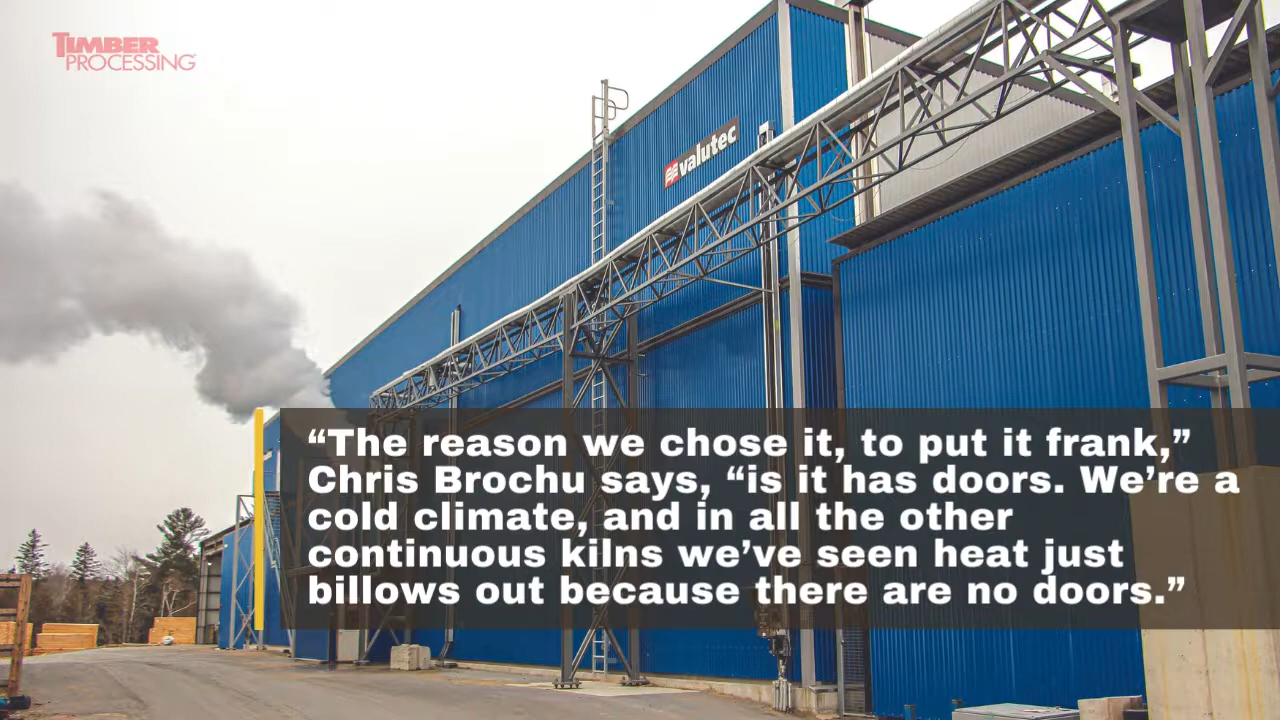 TIMBER
PROCESSING
valutec
“The reason we chose it, to put it frank,”
Chris Brochu says, “is it has doors. We’re a
cold climate, and in all the other
continuous kilns we’ve seen heat just
billows out because there are no doors.”